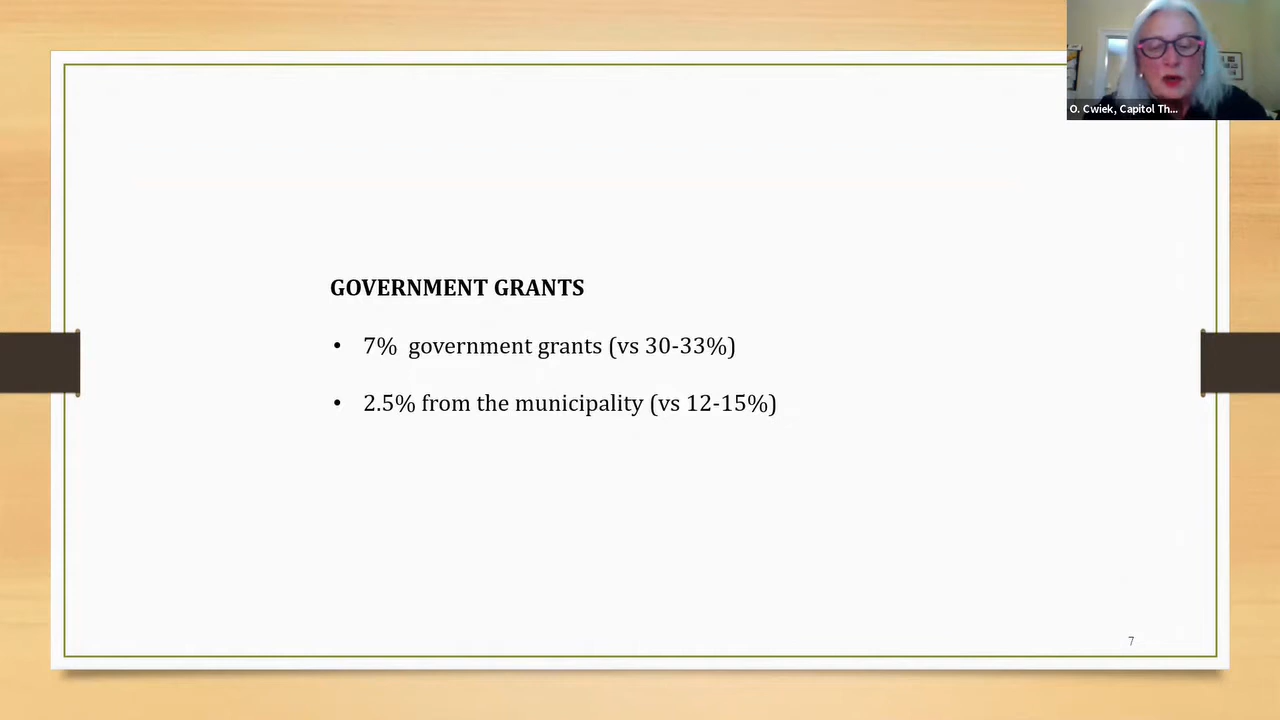 O. Cwiek, Capitol Th...
GOVERNMENT GRANTS
• 7% government grants (vs 30-33%)
• 2.5% from the municipality (vs 12-15%)
7